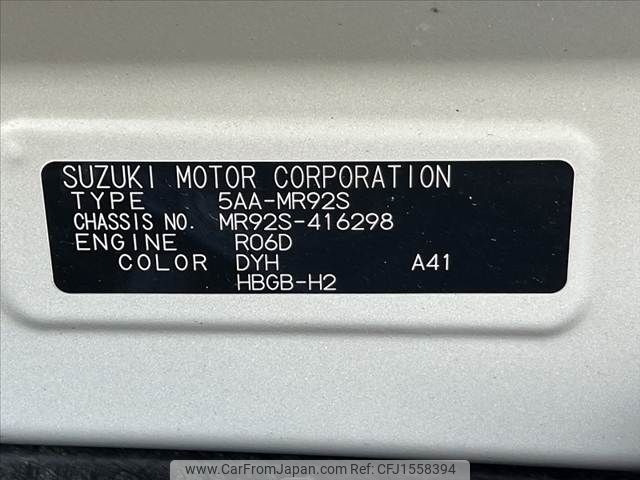 SUZUKI MOTOR CORPORATION
TYPE 5AA-MR92S
CHASSIS NO. MR92S-416298
ENGINE R06D
COLOR DYH A41
HBGB-H2
www.CarFromJapan.com - CFJ1558394